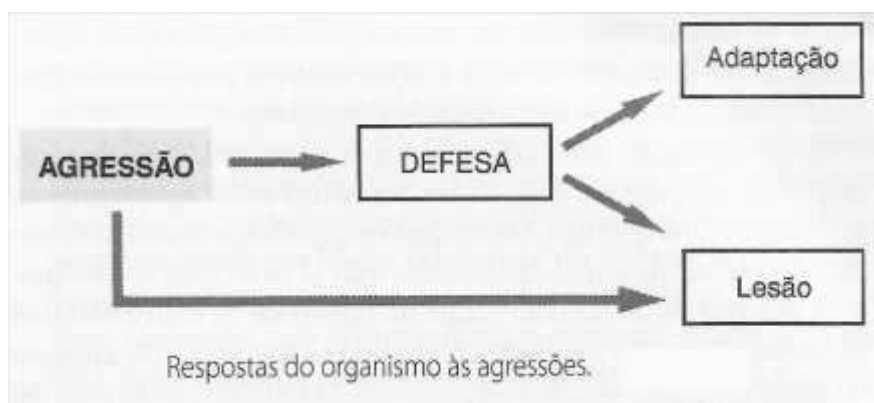 Adaptação
AGRESSÃO
DEFESA
Lesão
Respostas do organismo às agressões.